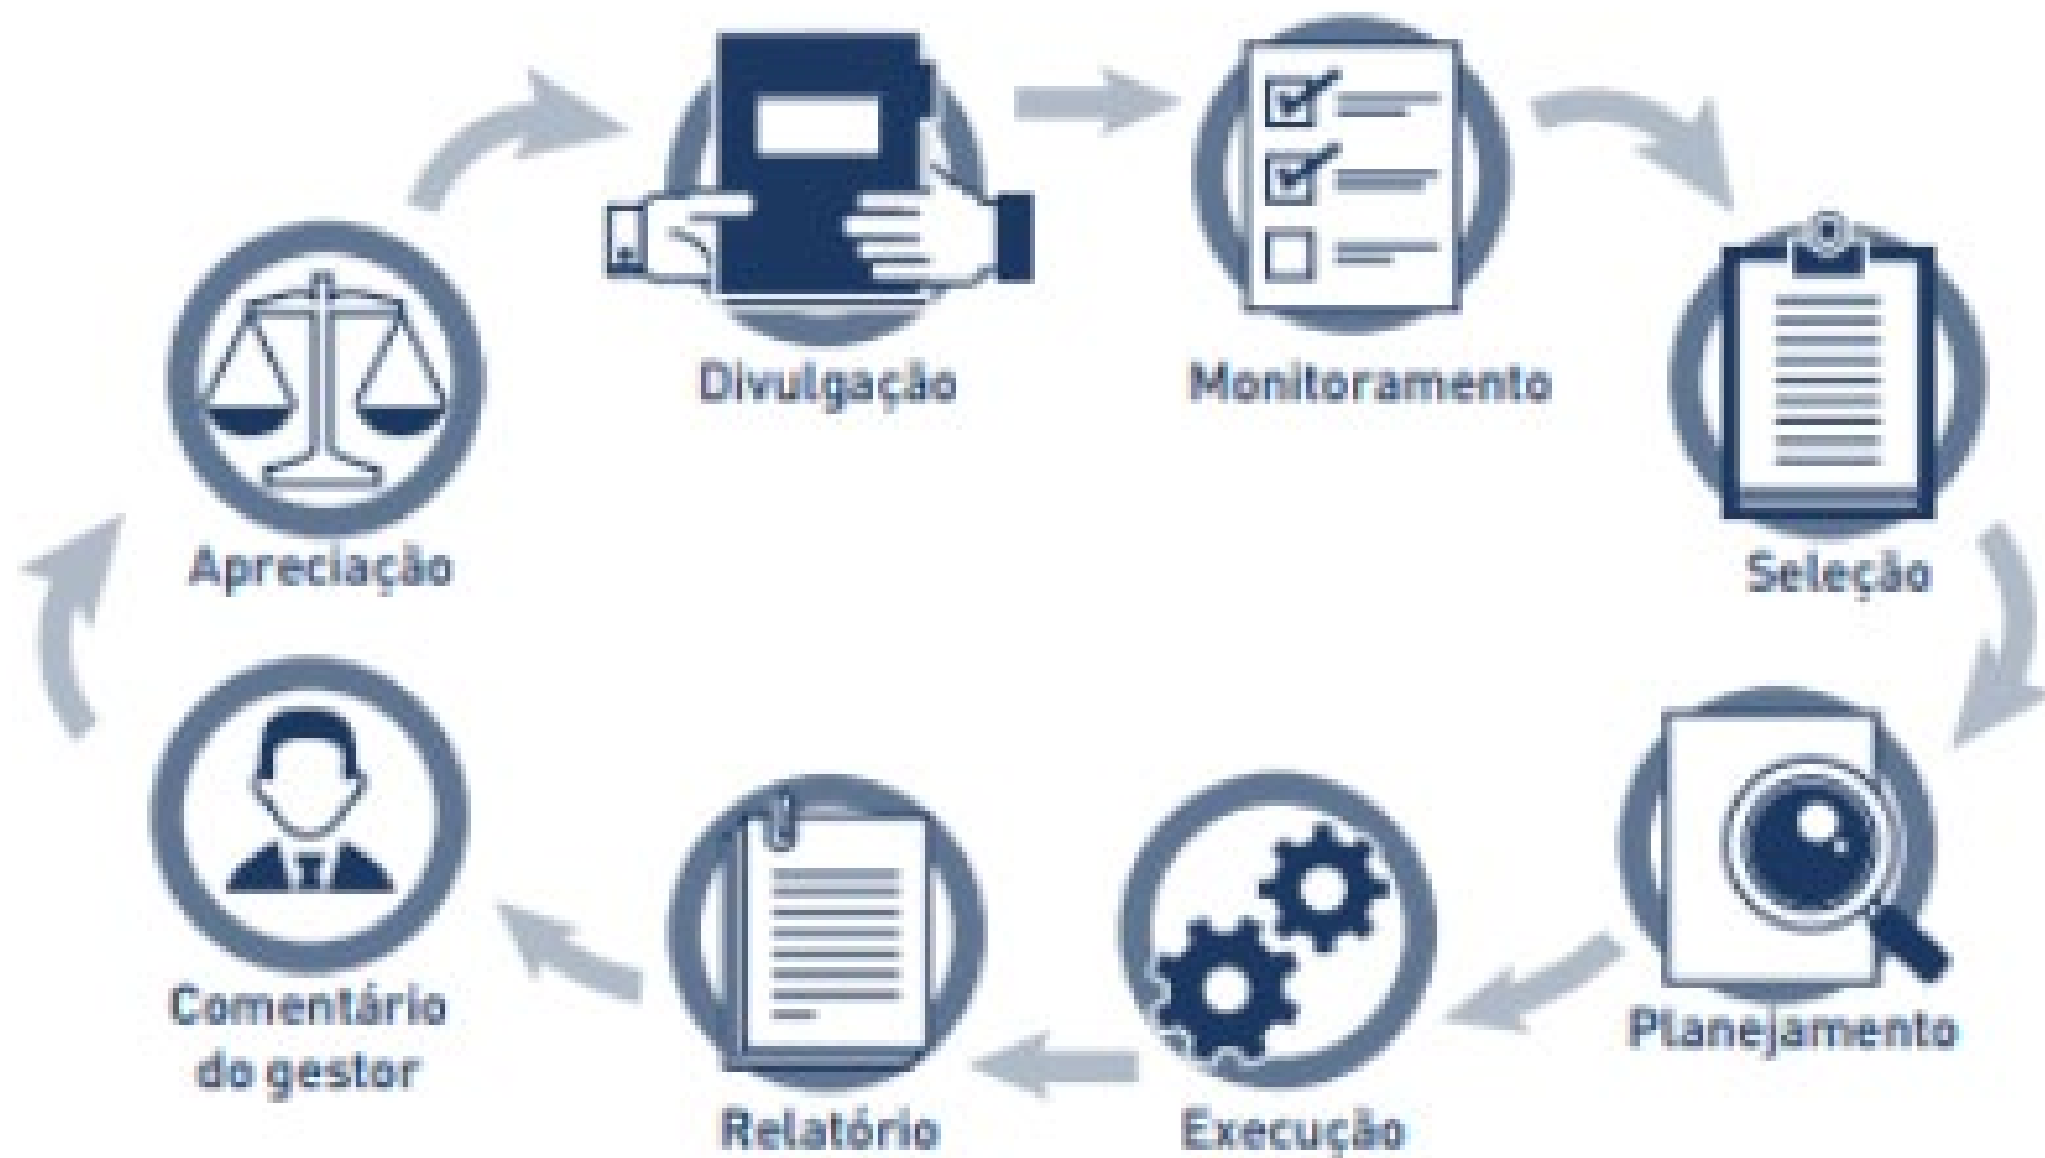 Divulgação
Monitoramento
Apreciação
Seleção
Comentário
do gestor
Planejamento
Relatório
Execução